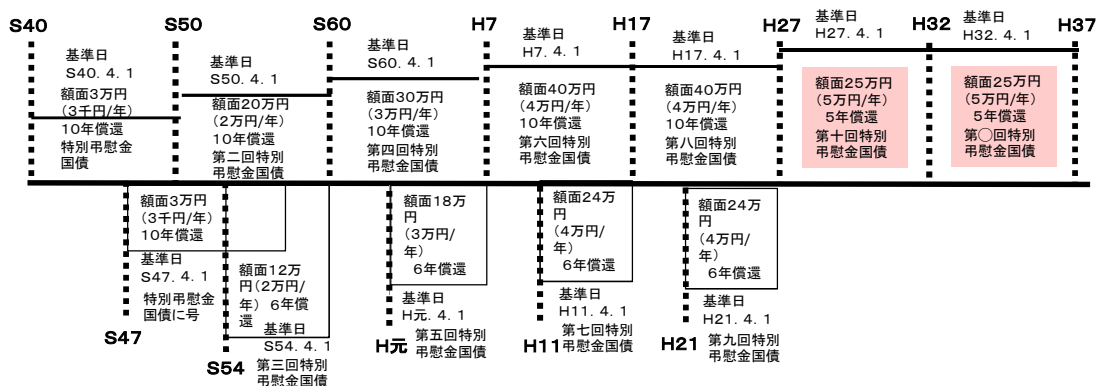 S40
S50
S60
H7
H17
H27
H32
H37
基準日
S40.４.１
額面3万円
(3千円/年)
10年償還
特別弔慰金
国債
基準日
S50.４.１
額面20万円
(2万円/年)
10年償還
第二回特別
弔慰金国債
基準日
S60.４.１
額面30万円
(3万円/年)
10年償還
第四回特別
弔慰金国債
基準日
H7.４.１
額面40万円
(4万円/年)
10年償還
第六回特別
弔慰金国債
基準日
H17.４.１
額面40万円
(4万円/年)
10年償還
第八回特別
弔慰金国債
基準日
H27.４.１
額面25万円
(5万円/年)
5年償還
第十回特別
弔慰金国債
基準日
H32.４.１
額面25万円
(5万円/年)
5年償還
第◯回特別
弔慰金国債
額面3万円
(3千円/年)
10年償還
基準日
S47.４.１
特別弔慰金
国債に号
S47
額面12万
円(2万円/
年) 6年償
還
基準日
S54.４.１
S54
第三回特別
弔慰金国債
額面18万
円
(3万円/
年)
6年償還
基準日
H元.４.１
H元
第五回特別
弔慰金国債
額面24万
円
(4万円/
年)
6年償還
基準日
H11.４.１
H11
第七回特別
弔慰金国債
額面24万
円
(4万円/
年)
6年償還
基準日
H21.４.１
H21
第九回特別
弔慰金国債